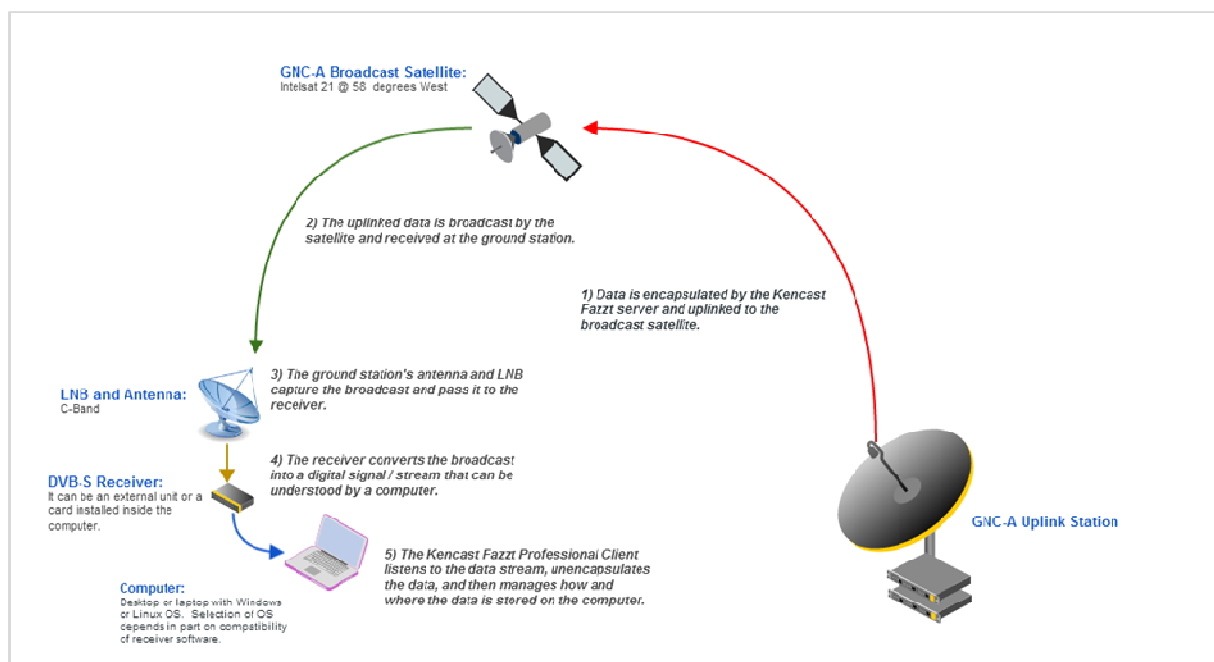 GNC-A Broadcast Satellite:
Intelsat 21 @ 58 degrees West
2) The uplinked data is broadcast by the
satellite and received at the ground station.
1) Data is encapsulated by the Kencast
Fazzt server and uplinked to the
broadcast satellite.
LNB and Antenna:
C-Band
3) The ground station's antenna and LNB
capture the broadcast and pass it to the
receiver.
4) The receiver converts the broadcast
into a digital signal / stream that can be
understood by a computer.
DVB-S Receiver:
It can be an external unit or a
card installed inside the
computer.
GNC-A Uplink Station
5) The Kencast Fazzt Professional Client
listens to the data stream, unencapsulates
the data, and then manages how and
where the data is stored on the computer.
Computer:
Desktop or laptop with Windows
or Linux OS. Selection of OS
depends in part on compatibility
of receiver software.